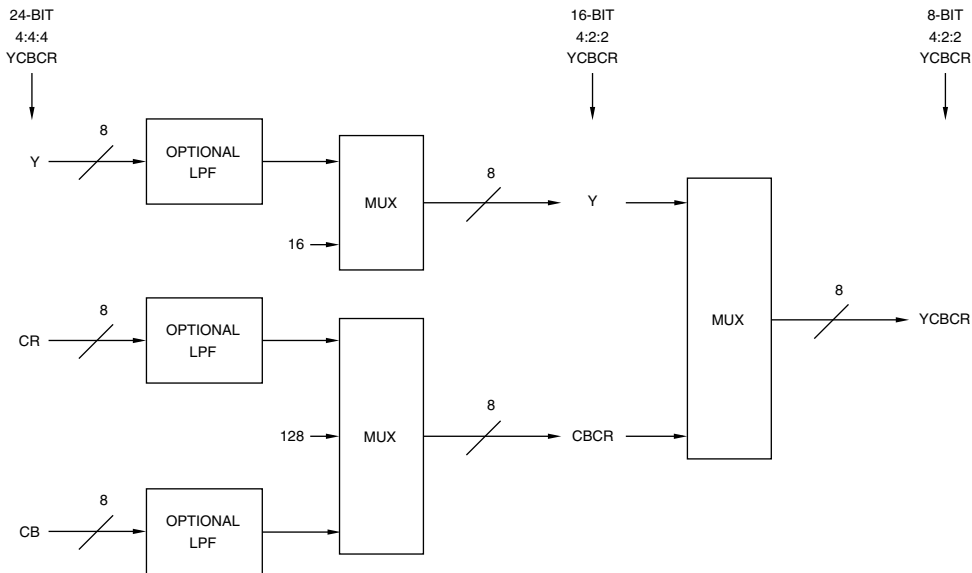 24-BIT
4:4:4
YCBCR
16-BIT
4:2:2
YCBCR
8-BIT
4:2:2
YCBCR
Y
8
OPTIONAL
LPF
16
MUX
8
Y
CR
8
OPTIONAL
LPF
128
MUX
8
CBCR
MUX
8
YCBCR
CB
8
OPTIONAL
LPF